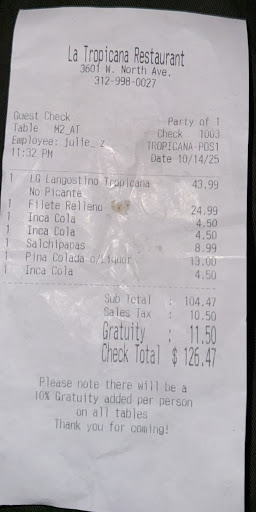 La Tropicana Restaurant
3601 W. North Ave.
312-998-0027
Guest Check Party of 1
Table M2_AT Check 1003
Employee: julie_z TROPICANA-POS1
11:32 PM Date 10/14/25
1 LG Langostino Tropicana 43.99
No Picante
1 Filete Relleno 24.99
1 Inca Cola 4.50
1 Inca Cola 4.50
1 Salchipapas 8.99
1 Pina Colada c/Liquor 13.00
1 Inca Cola 4.50
Sub Total : 104.47
Sales Tax : 10.50
Gratuity : 11.50
Check Total $ 126.47
Please note there will be a
10% Gratuity added per person
on all tables
Thank you for coming!